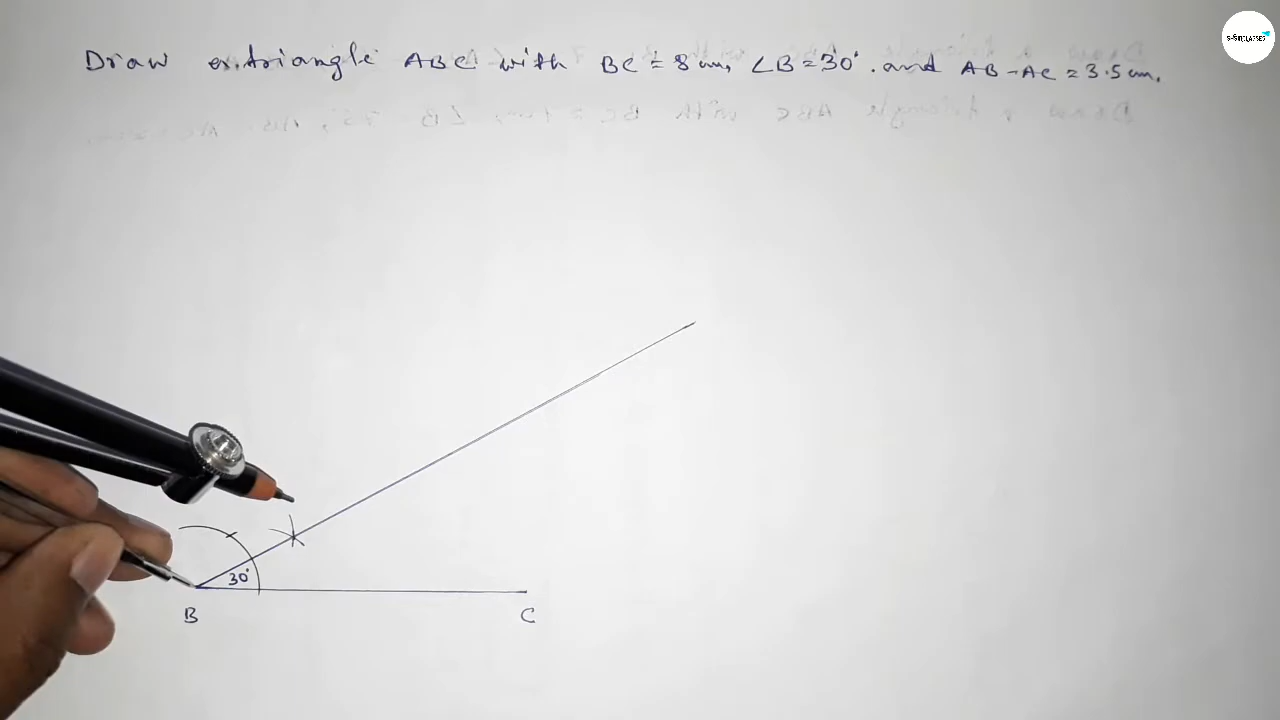 Draw a triangle ABC with BC = 8 cm, ∠B = 30° and AB - AC = 3.5 cm.
30°
B C